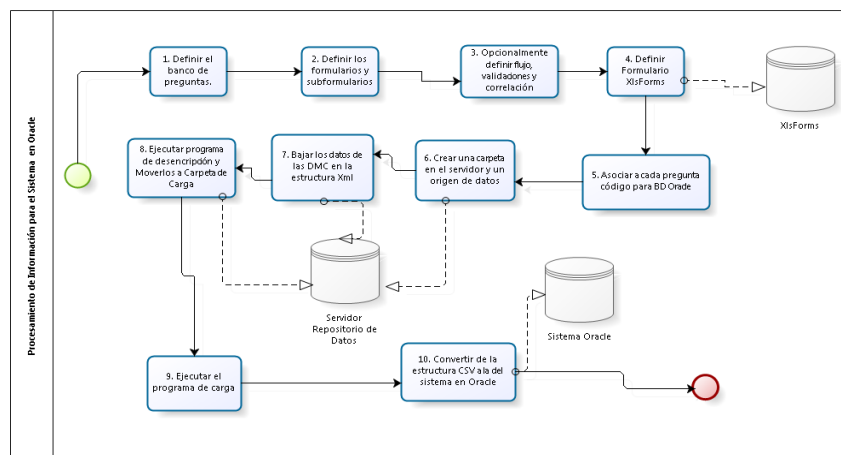 Procesamiento de Información para el Sistema en Oracle
1. Definir el
banco de
preguntas.
2. Definir los
formularios y
subformularios
3. Opcionalmente
definir flujo,
validaciones y
correlación
4. Definir
Formulario
XlsForms
XlsForms
8. Ejecutar programa
de desencripción y
Moverlos a Carpeta de
Carga
7. Bajar los datos de
las DMC en la
estructura Xml
6. Crear una carpeta
en el servidor y un
origen de datos
5. Asociar a cada pregunta
código para BD Oracle
Servidor
Repositorio de
Datos
Sistema Oracle
9. Ejecutar el
programa de carga
10. Convertir de la
estructura CSV a la del
sistema en Oracle